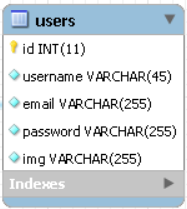 users
id INT(11)
username VARCHAR(45)
email VARCHAR(255)
password VARCHAR(255)
img VARCHAR(255)
Indexes